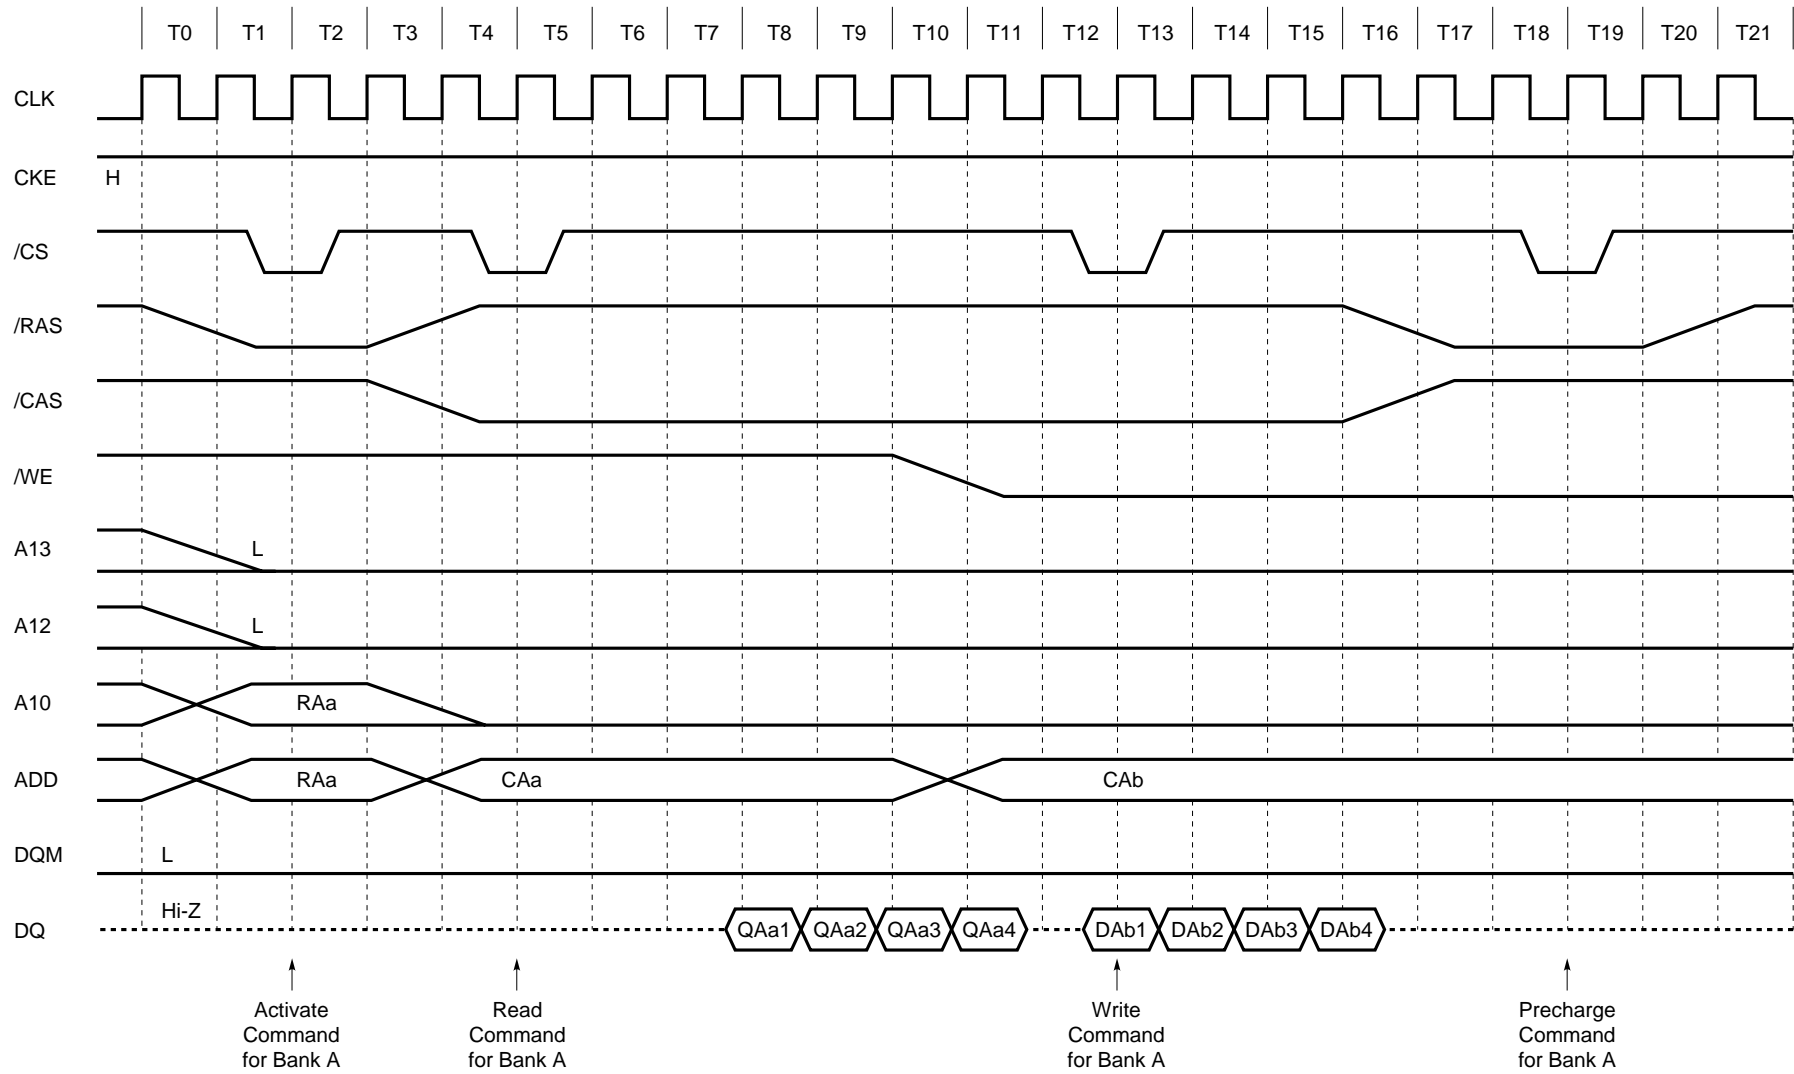 T0 T1 T2 T3 T4 T5 T6 T7 T8 T9 T10 T11 T12 T13 T14 T15 T16 T17 T18 T19 T20 T21
CLK
CKE H
/CS
/RAS
/CAS
/WE
A13 L
A12 L
A10 RAa
ADD RAa CAa CAb
DQM L
Hi-Z
DQ QAa1 QAa2 QAa3 QAa4 DAb1 DAb2 DAb3 DAb4
Activate
Command
for Bank A
Read
Command
for Bank A
Write
Command
for Bank A
Precharge
Command
for Bank A